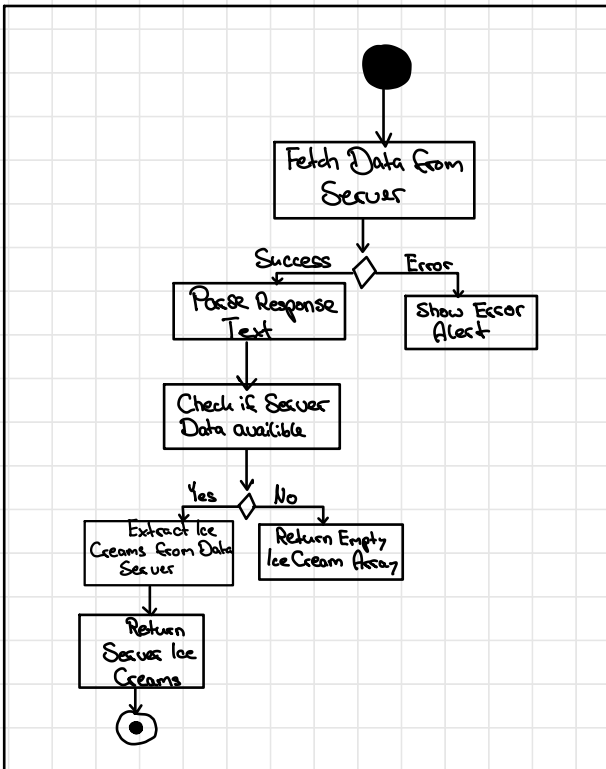 Fetch Data from
Server
Success
Error
Parse Response
Text
Show Error
Alert
Check if Server
Data availible
Yes
No
Extract Ice
Creams from Data
Server
Return Empty
Ice Cream Array
Return
Server Ice
Creams